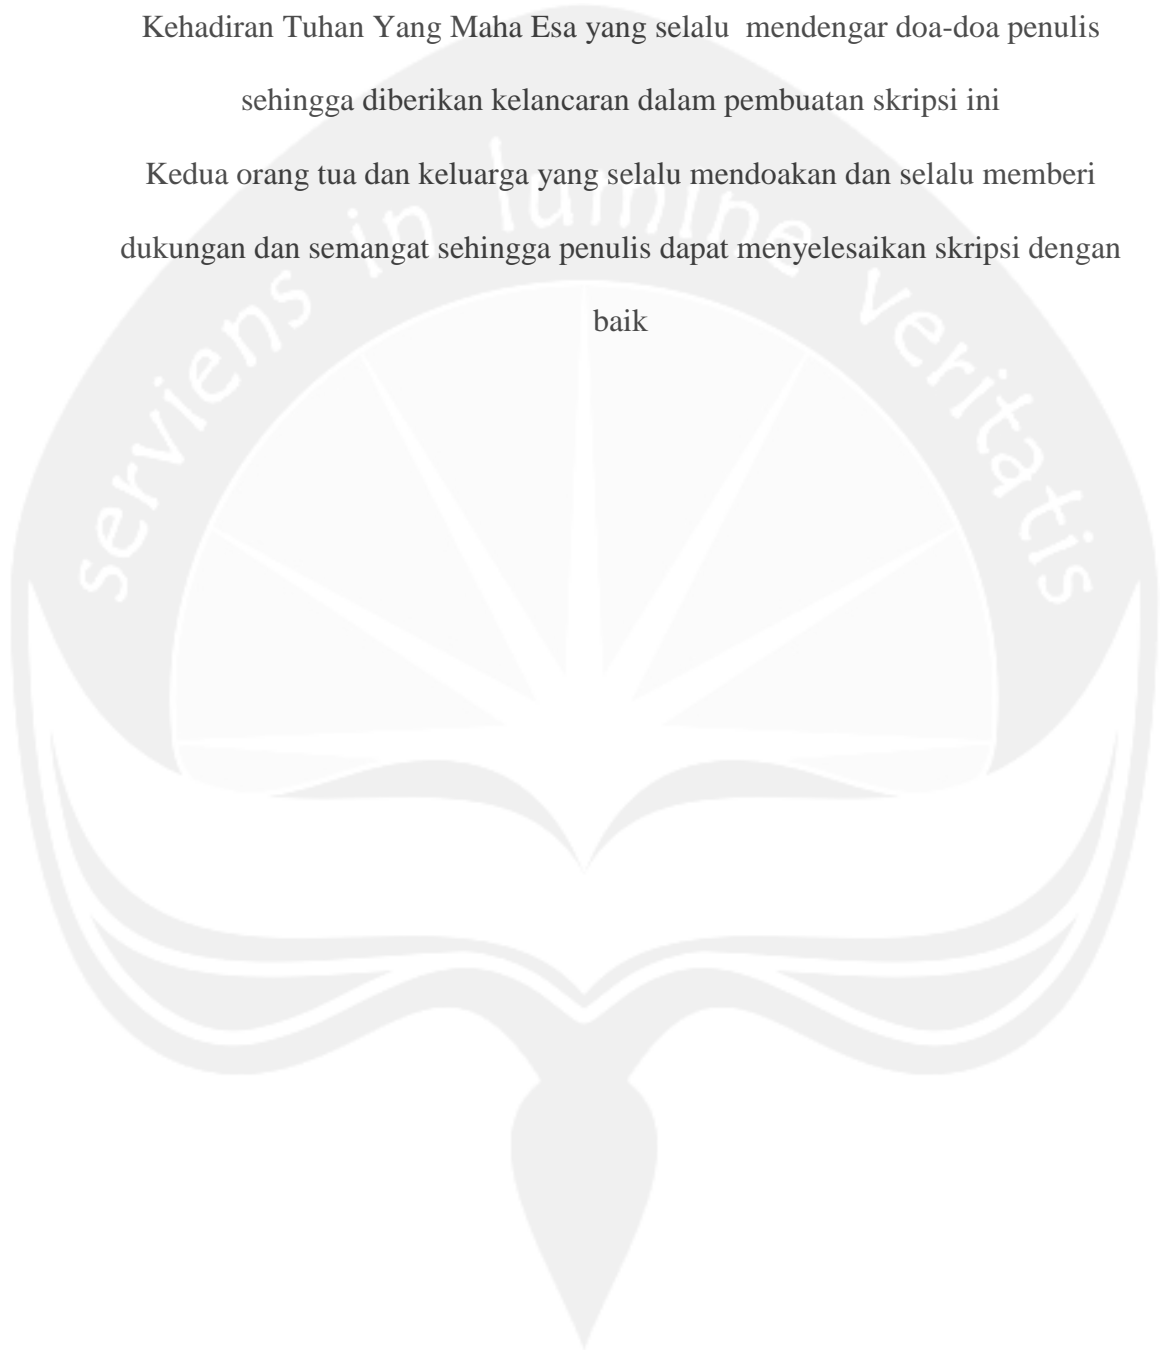 Kehadiran Tuhan Yang Maha Esa yang selalu  mendengar doa-doa penulis
sehingga diberikan kelancaran dalam pembuatan skripsi ini
Kedua orang tua dan keluarga yang selalu mendoakan dan selalu memberi
dukungan dan semangat sehingga penulis dapat menyelesaikan skripsi dengan
baik
serviens in lumine veritatis